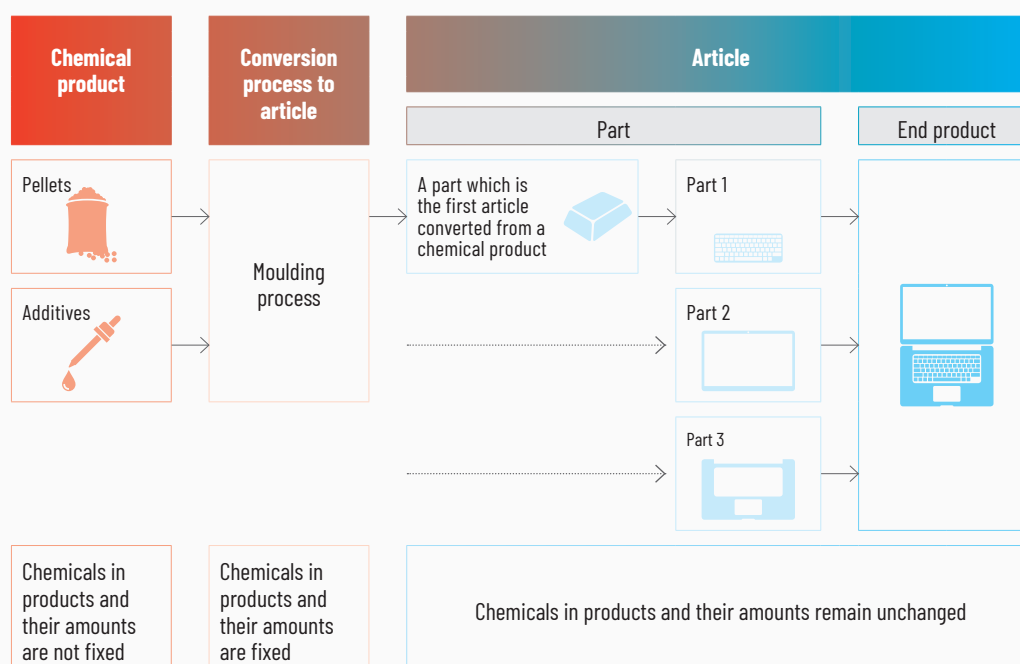 Chemical
product
Conversion
process to
article
Article
Part
End product
Pellets
Additives
Moulding
process
A part which is
the first article
converted from a
chemical product
Part 1
Part 2
Part 3
Chemicals in
products and
their amounts
are not fixed
Chemicals in
products and
their amounts
are fixed
Chemicals in products and their amounts remain unchanged